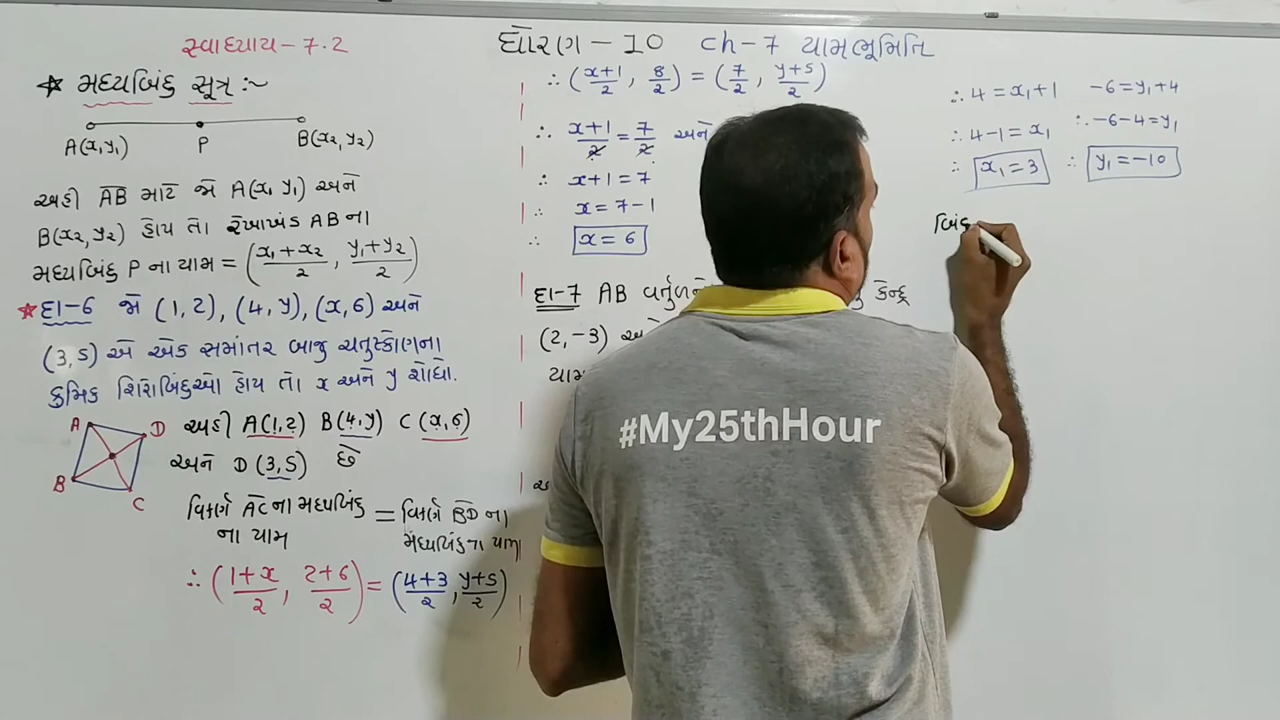 સ્વાધ્યાય - 7.2
ધોરણ - 10 ch-7 યામભૂમિતિ
★ મધ્યબિંદુ સૂત્ર :-
A(x₁y₁) P B(x₂, y₂)
અહી AB માટે જો A(x₁ y₁) અને
B(x₂, y₂) હોય તો રેખાખંડ AB ના
મધ્યબિંદુ P ના યામ = (x₁+x₂/2, y₁+y₂/2)
★ દા-6 જો (1, 2), (4, y), (x, 6) અને
(3, 5) એ એક સમાંતર બાજુ ચતુષ્કોણના
ક્રમિક શિરોબિંદુઓ હોય તો x અને y શોધો.
A D B C
અહી A(1,2) B(4,y) C(x,6)
અને D(3,5) છે
વિકર્ણ AC ના મધ્યબિંદુ = વિકર્ણ BD ના
ના યામ મધ્યબિંદુના યામ
∴ (1+x/2, 2+6/2) = (4+3/2, y+5/2)
∴ (x+1/2, 8/2) = (7/2, y+5/2)
∴ x+1/2 = 7/2 અને
∴ x+1 = 7
∴ x = 7-1
∴ x = 6
દા-7 AB વર્તુળનો કેન્દ્ર
(2, -3)
યામ
∴ 4 = x₁+1 -6 = y₁+4
∴ 4-1 = x₁ ∴ -6-4 = y₁
∴ x₁ = 3 ∴ y₁ = -10
બિંદુ
#My25thHour